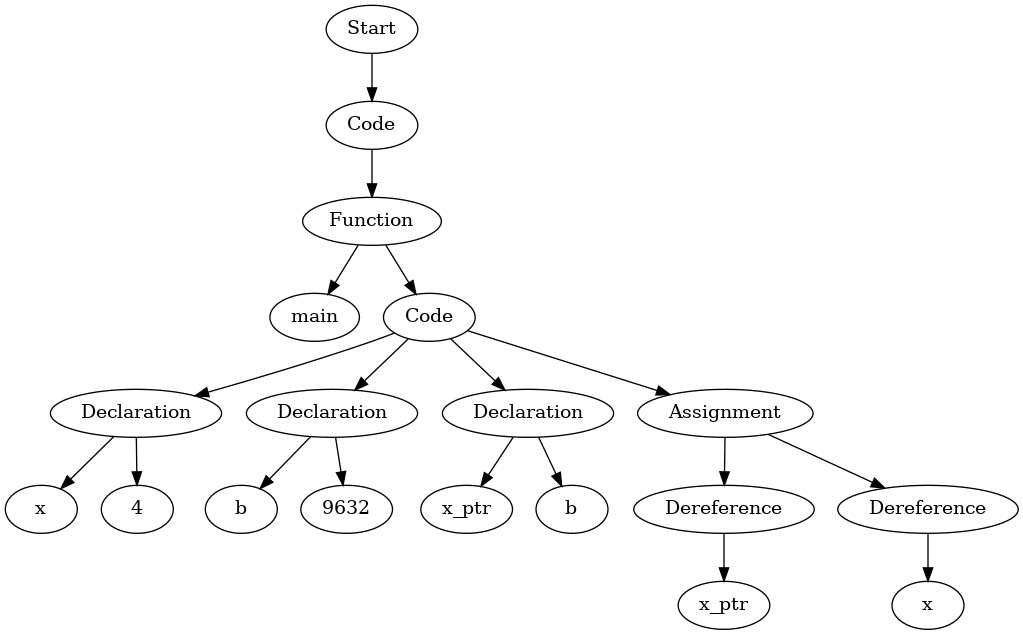 Start
Code
Function
main
Code
Declaration
Declaration
Declaration
Assignment
x
4
b
9632
x_ptr
b
Dereference
Dereference
x_ptr
x